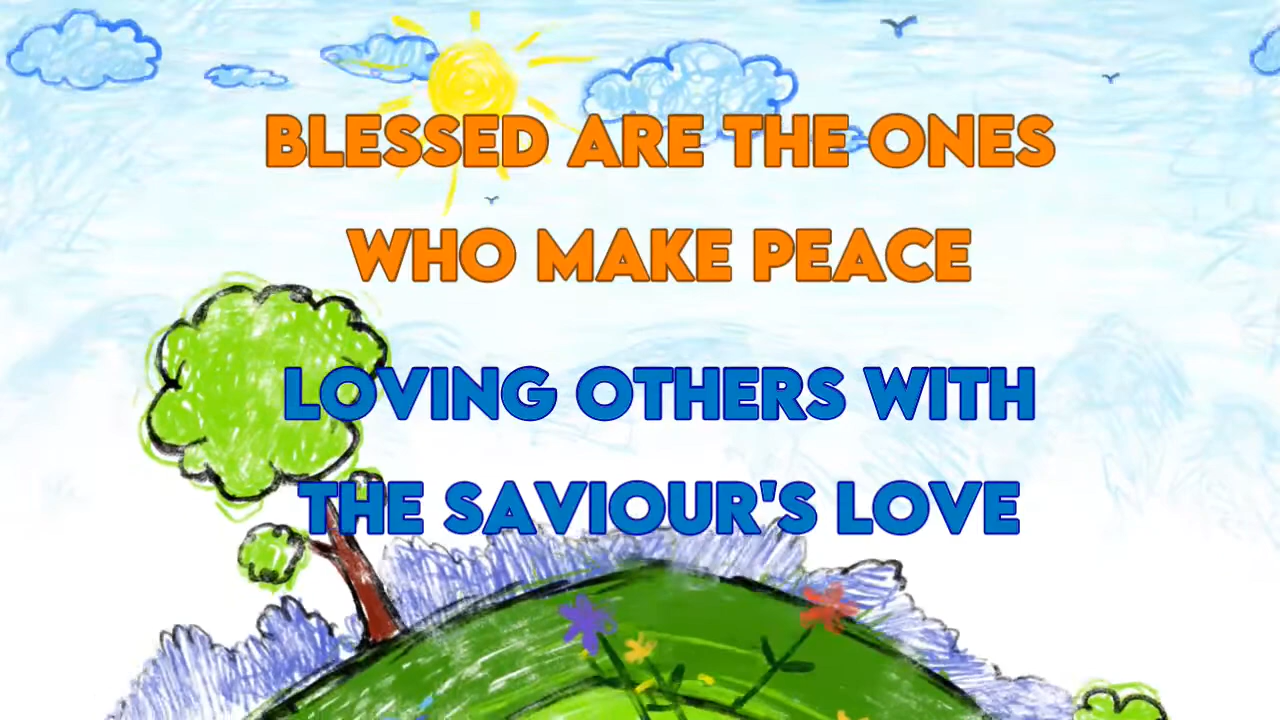 BLESSED ARE THE ONES
WHO MAKE PEACE
LOVING OTHERS WITH
THE SAVIOUR'S LOVE